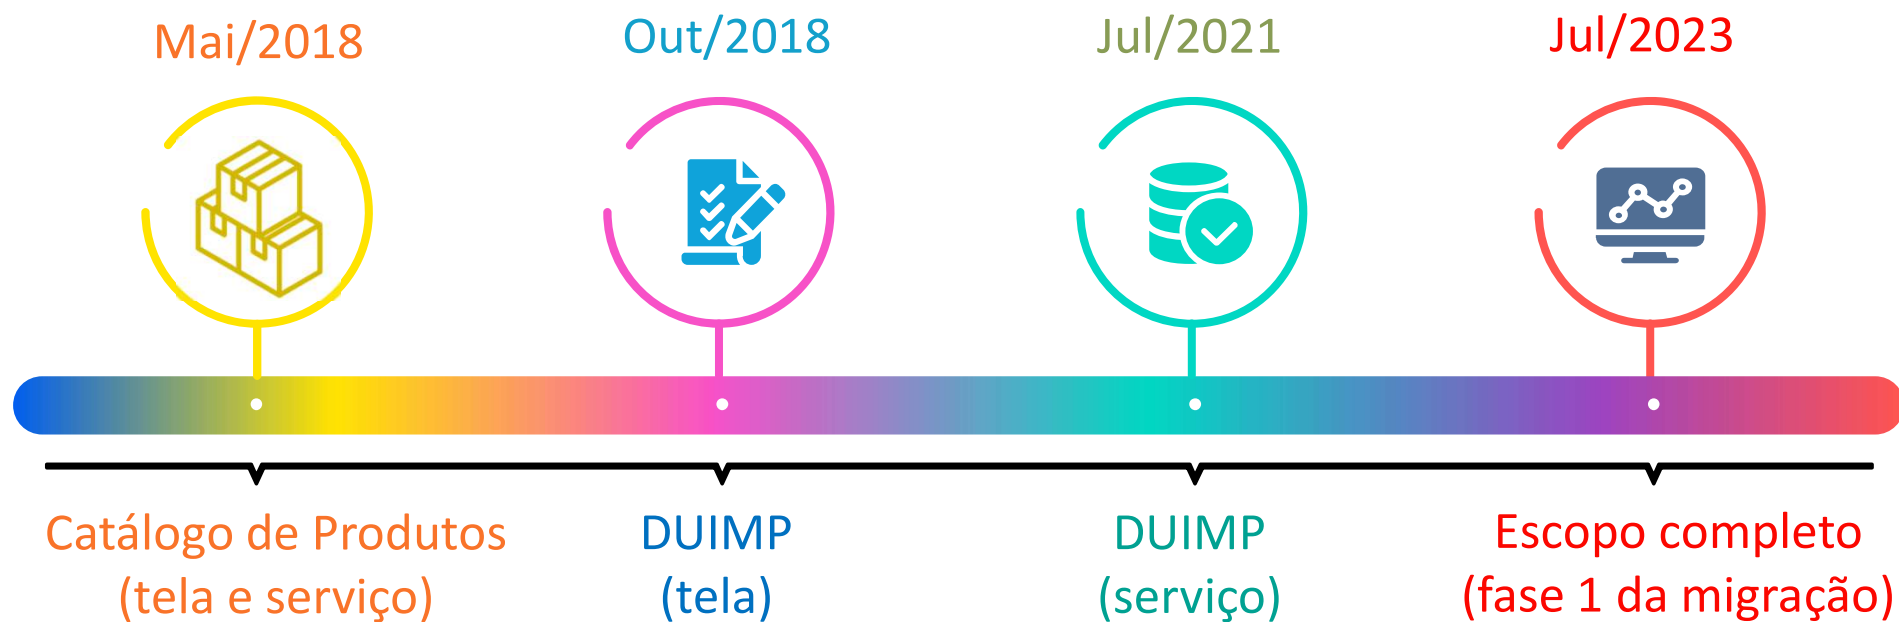 Mai/2018
Out/2018
Jul/2021
Jul/2023
Catálogo de Produtos
(tela e serviço)
DUIMP
(tela)
DUIMP
(serviço)
Escopo completo
(fase 1 da migração)